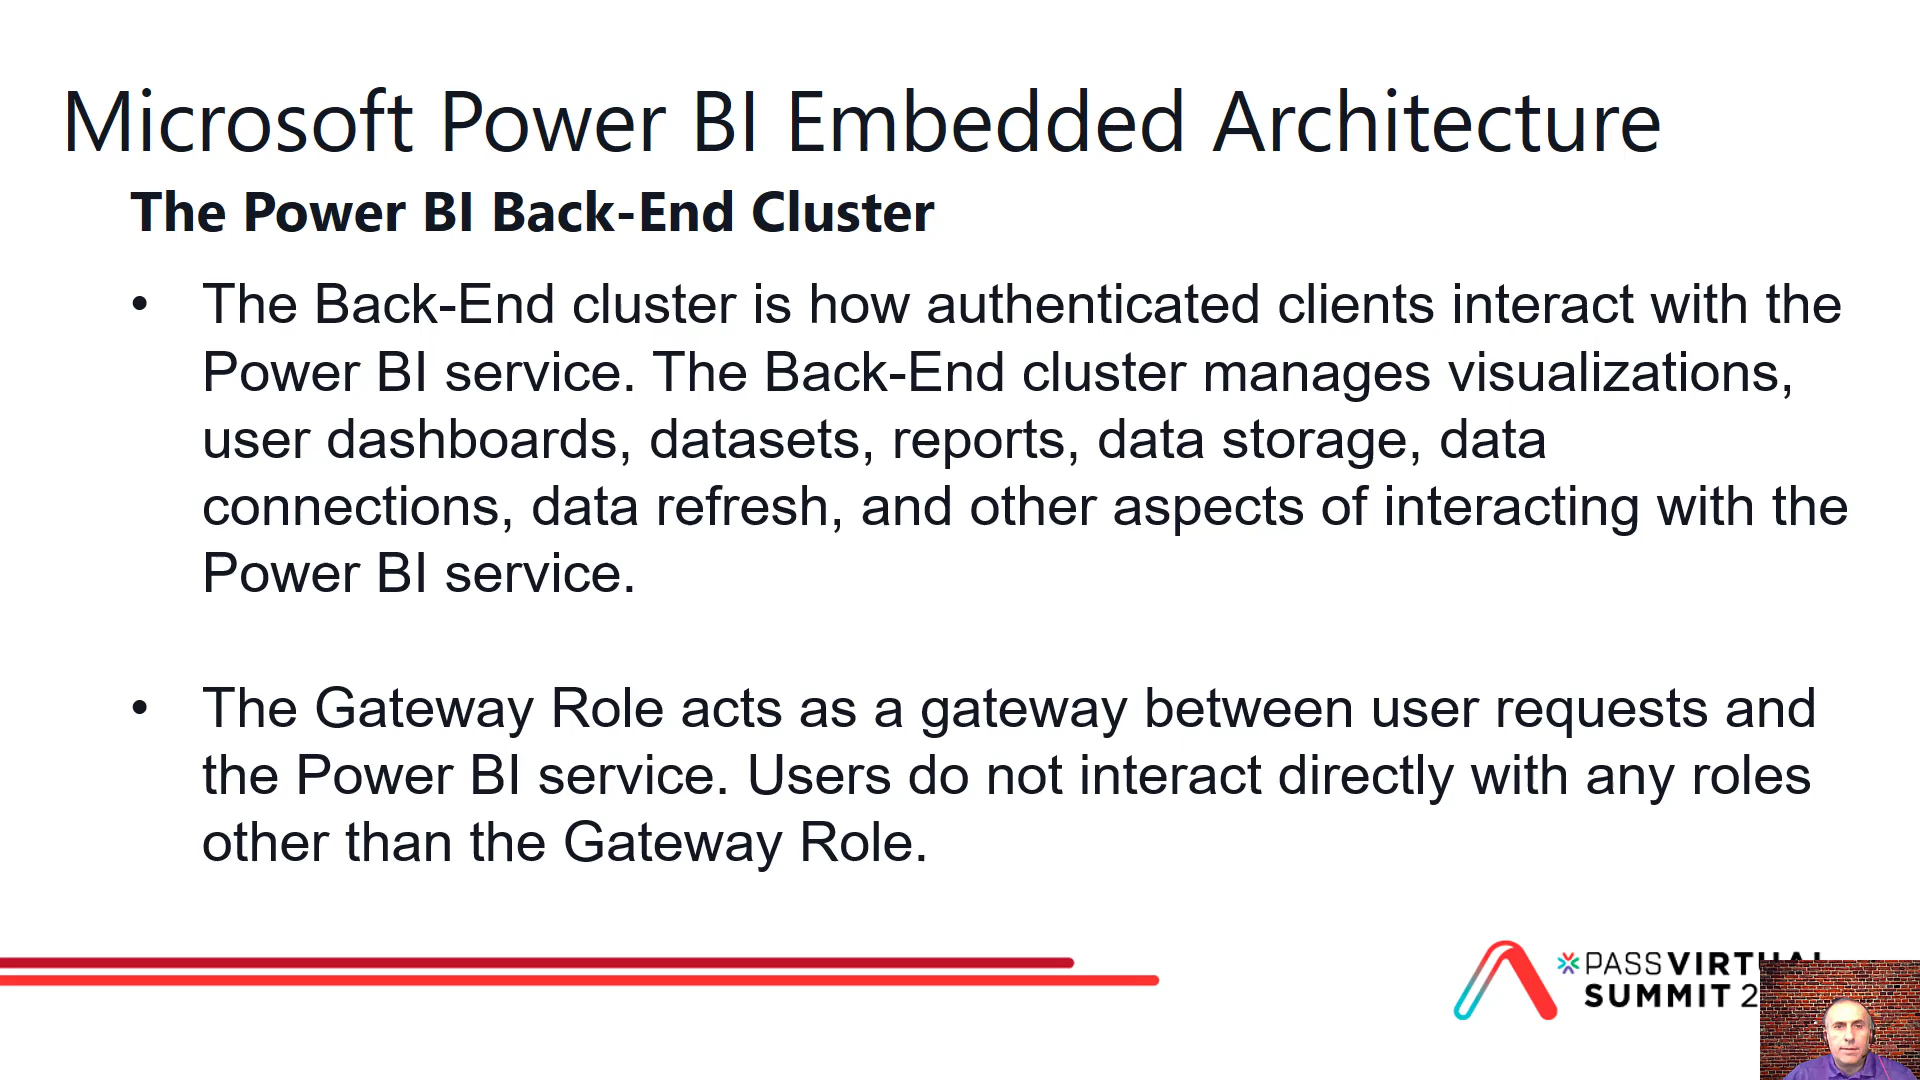 Microsoft Power BI Embedded Architecture
The Power BI Back-End Cluster
• The Back-End cluster is how authenticated clients interact with the
Power BI service. The Back-End cluster manages visualizations,
user dashboards, datasets, reports, data storage, data
connections, data refresh, and other aspects of interacting with the
Power BI service.
• The Gateway Role acts as a gateway between user requests and
the Power BI service. Users do not interact directly with any roles
other than the Gateway Role.
PASS VIRTUAL
SUMMIT 2